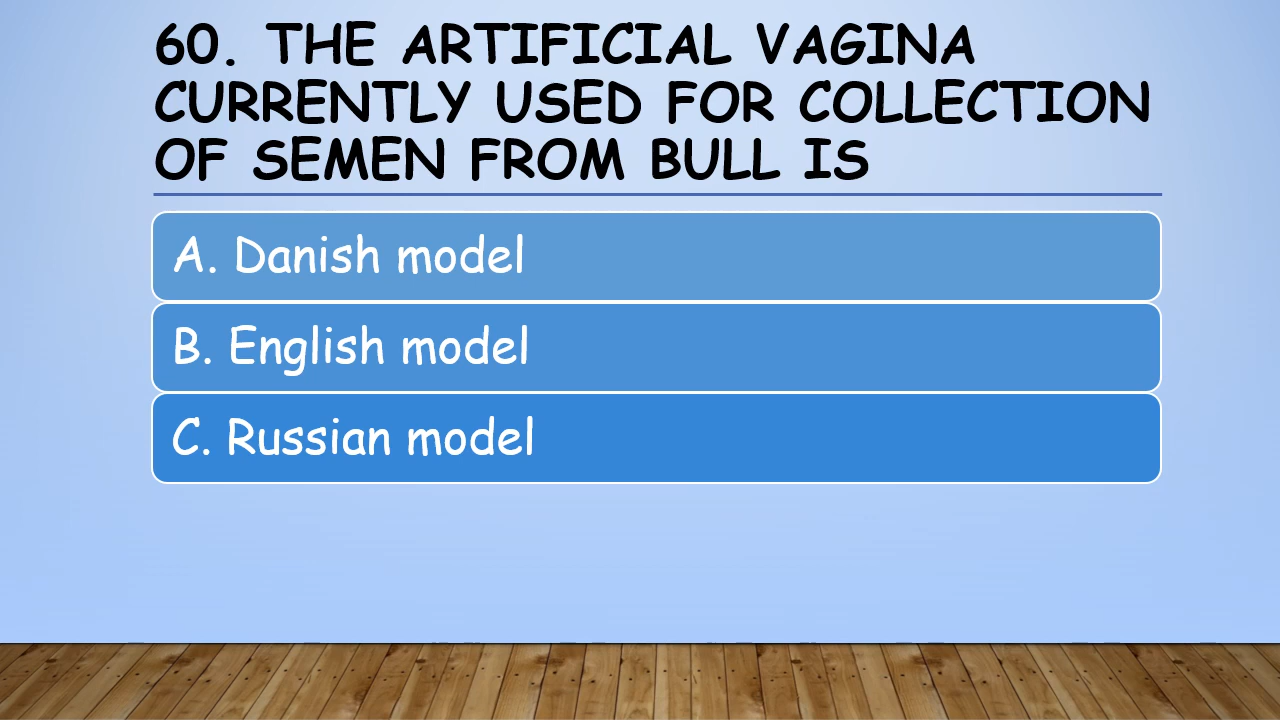 60. THE ARTIFICIAL VAGINA
CURRENTLY USED FOR COLLECTION
OF SEMEN FROM BULL IS
A. Danish model
B. English model
C. Russian model